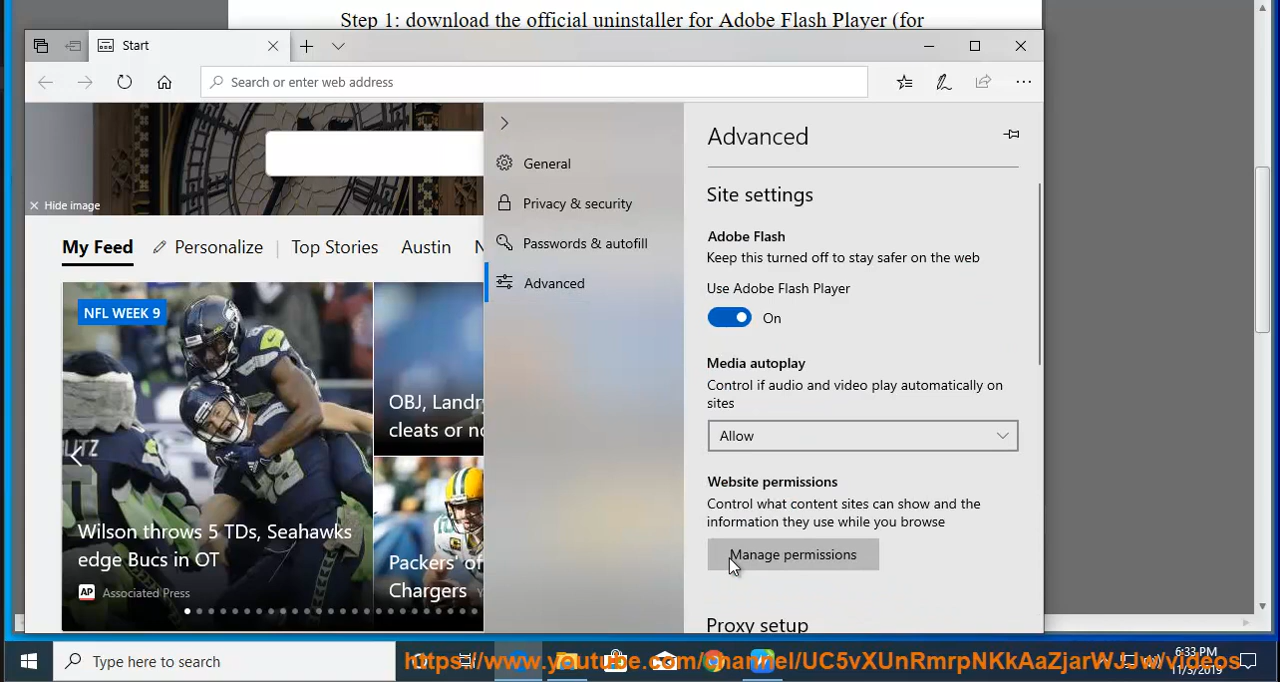 Step 1: download the official uninstaller for Adobe Flash Player (for
Start
Search or enter web address
Hide image
My Feed
Personalize
Top Stories
Austin
N
NFL WEEK 9
Wilson throws 5 TDs, Seahawks
edge Bucs in OT
AP
Associated Press
OBJ, Landry
cleats or no
Packers' of
Chargers
General
Privacy & security
Passwords & autofill
Advanced
Advanced
Site settings
Adobe Flash
Keep this turned off to stay safer on the web
Use Adobe Flash Player
On
Media autoplay
Control if audio and video play automatically on
sites
Allow
Website permissions
Control what content sites can show and the
information they use while you browse
Manage permissions
Proxy setup
Type here to search
https://www.youtube.com/channel/UC5vXUnRmrpNKkAaZjarWJJw/videos
6:33 PM
11/3/2019